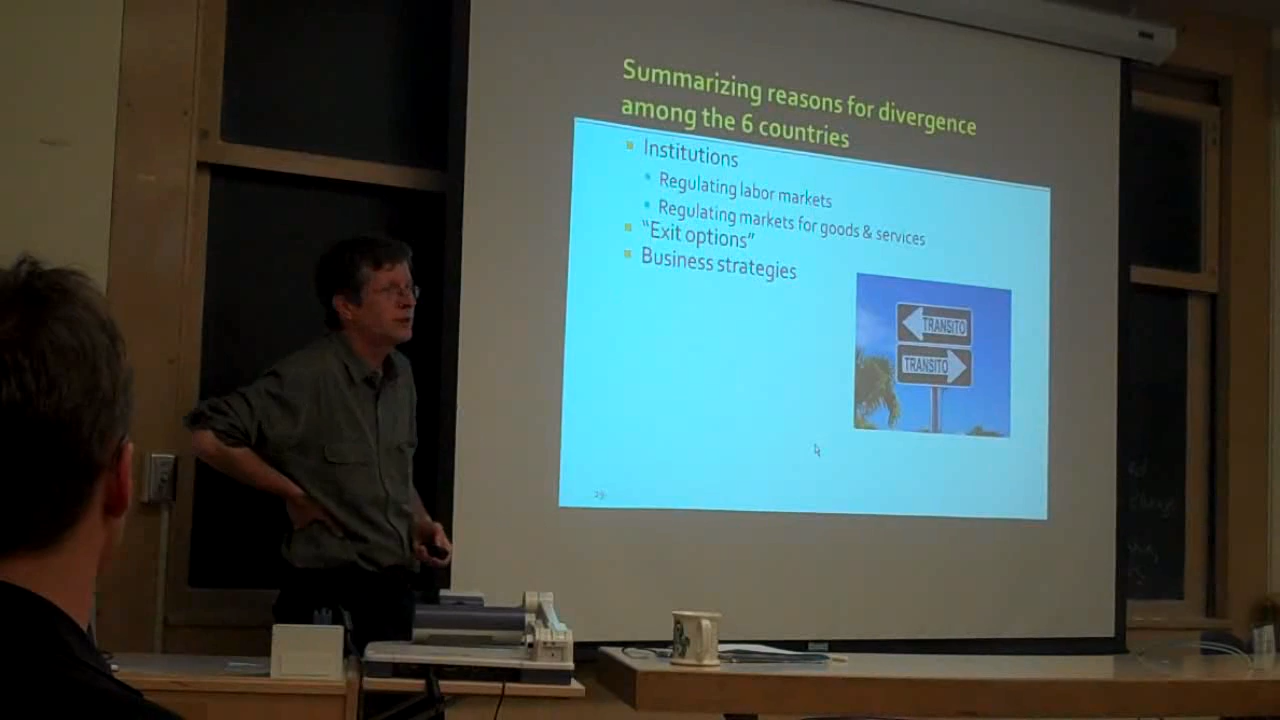 Summarizing reasons for divergence
among the 6 countries
Institutions
Regulating labor markets
Regulating markets for goods & services
"Exit options"
Business strategies
TRANSITO
TRANSITO